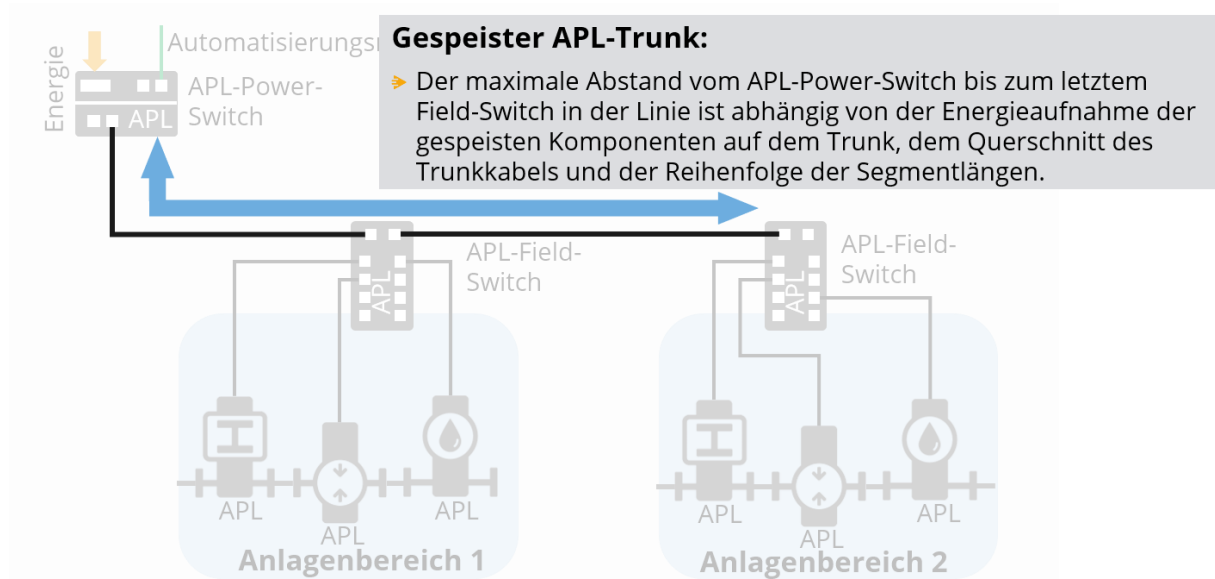 Gespeister APL-Trunk:
Der maximale Abstand vom APL-Power-Switch bis zum letztem
Field-Switch in der Linie ist abhängig von der Energieaufnahme der
gespeisten Komponenten auf dem Trunk, dem Querschnitt des
Trunkkabels und der Reihenfolge der Segmentlängen.
Energie
APL-Power-
Switch
APL
APL-Field-
Switch
APL
APL-Field-
Switch
APL
APL
APL
APL
Anlagenbereich 1
APL
APL
APL
Anlagenbereich 2